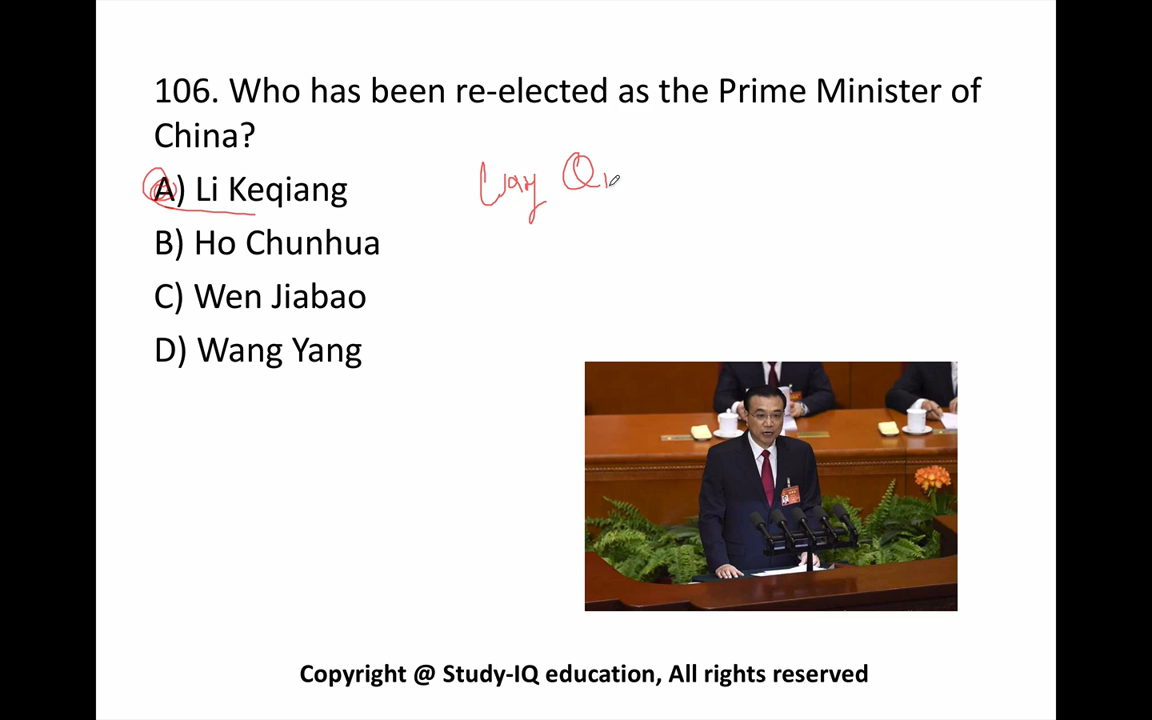 106. Who has been re-elected as the Prime Minister of
China?
A) Li Keqiang
B) Ho Chunhua
C) Wen Jiabao
D) Wang Yang
Copyright @ Study-IQ education, All rights reserved